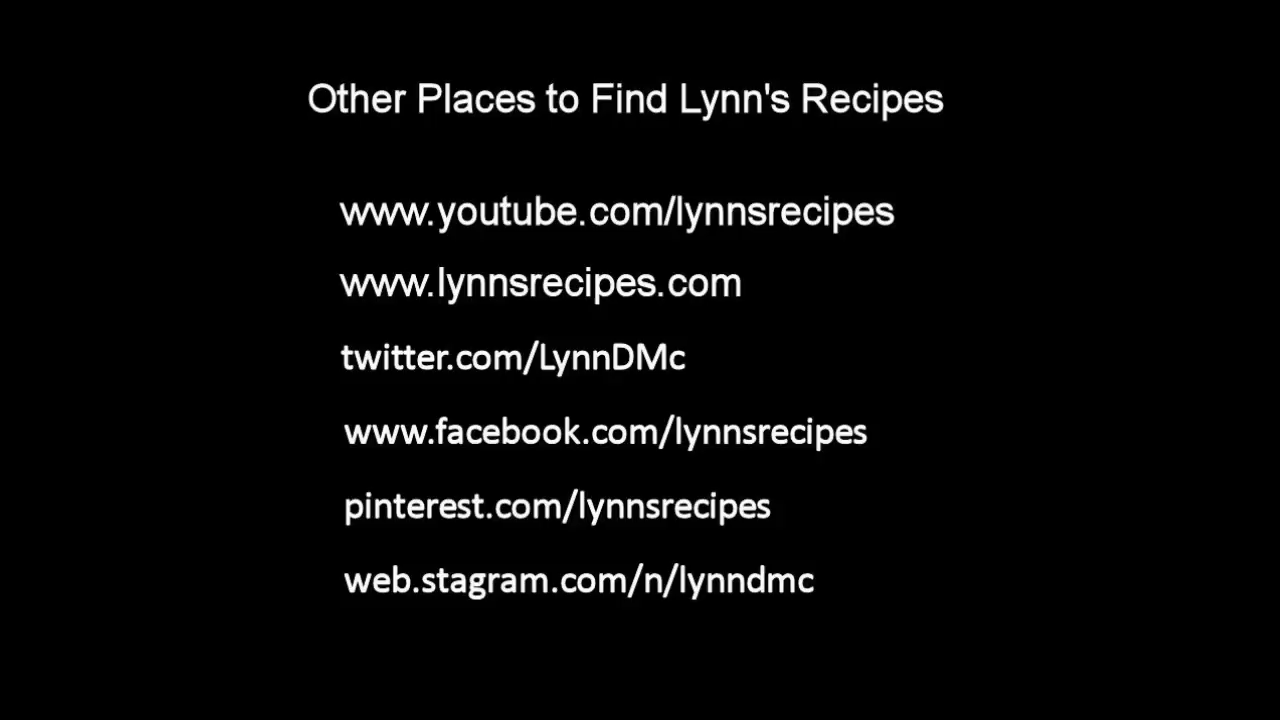 Other Places to Find Lynn's Recipes
www.youtube.com/lynnsrecipes
www.lynnsrecipes.com
twitter.com/LynnDMc
www.facebook.com/lynnsrecipes
pinterest.com/lynnsrecipes
web.stagram.com/n/lynndmc